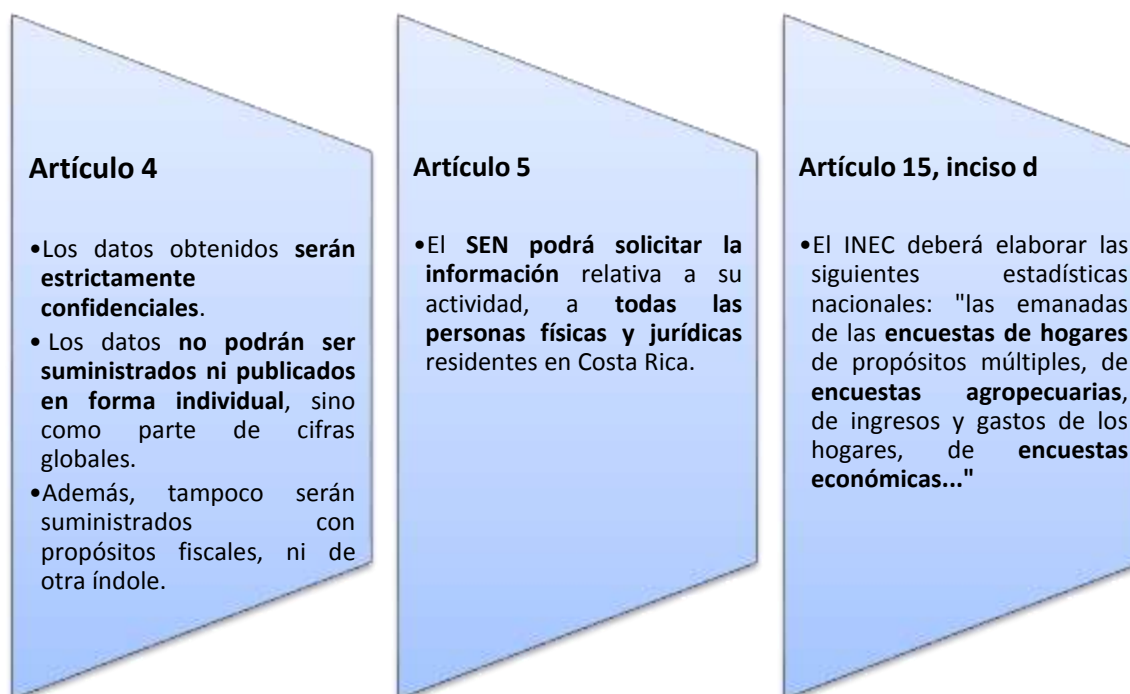 Artículo 4
•Los datos obtenidos serán
estrictamente
confidenciales.
• Los datos no podrán ser
suministrados ni publicados
en forma individual, sino
como parte de cifras
globales.
•Además, tampoco serán
suministrados con
propósitos fiscales, ni de
otra índole.
Artículo 5
•El SEN podrá solicitar la
información relativa a su
actividad, a todas las
personas físicas y jurídicas
residentes en Costa Rica.
Artículo 15, inciso d
•El INEC deberá elaborar las
siguientes estadísticas
nacionales: "las emanadas
de las encuestas de hogares
de propósitos múltiples, de
encuestas agropecuarias,
de ingresos y gastos de los
hogares, de encuestas
económicas..."